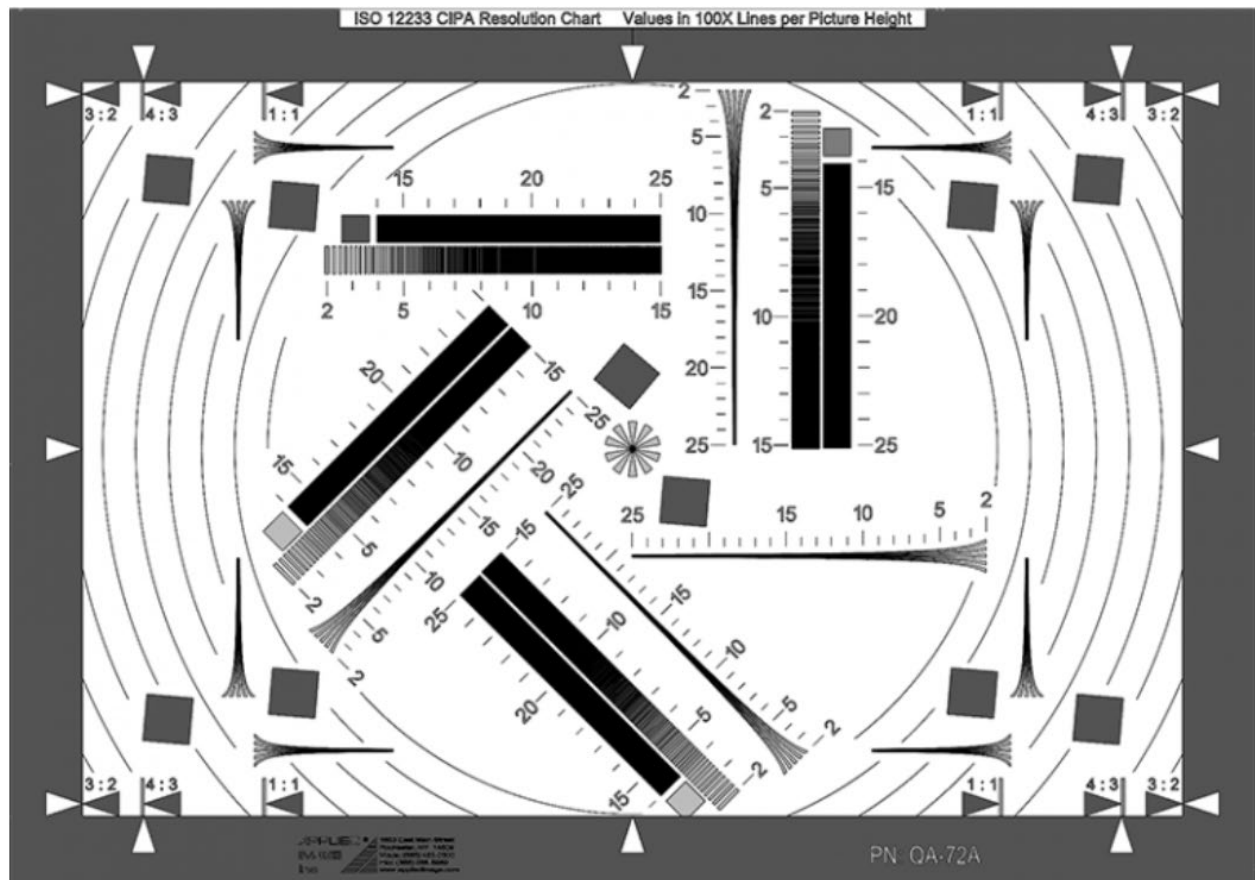 ISO 12233 CIPA Resolution Chart Values in 100X Lines per Picture Height
3:2 4:3 1:1 1:1 4:3 3:2
15 20 25
2 5 10 15
2 5 10 15 20 25
2 5 10 15
15 20 25
15 20
2 5 10 15
2 5 10 15 20 25
25 15 10 5 2
25 15 10 5 2
15 10 5 2
25 20 15
3:2 4:3 1:1 1:1 4:3 3:2
www.appliedimage.com
PN: QA-72A